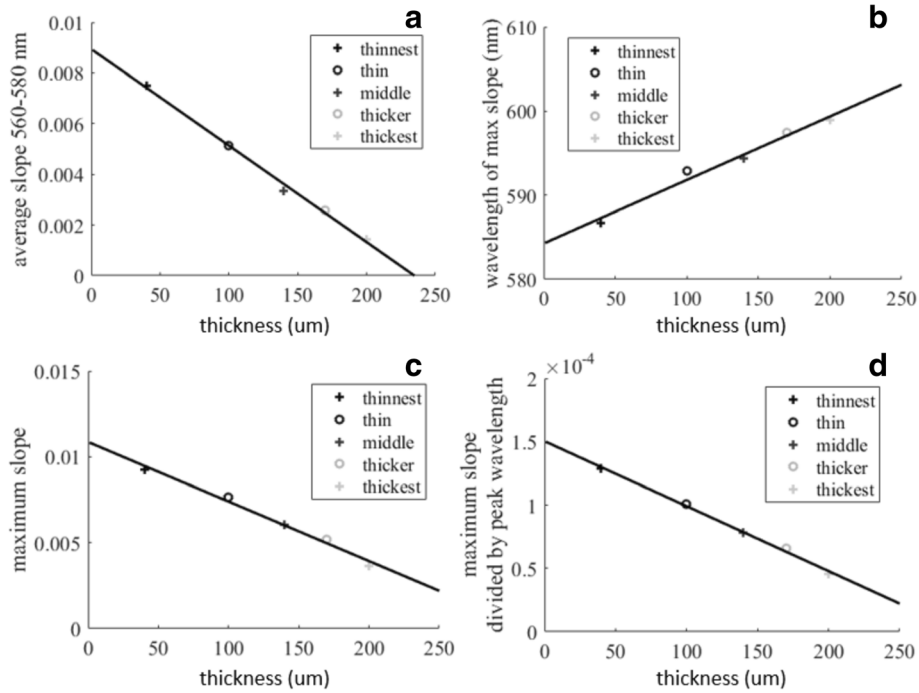 a
0.01
0.008
0.006
0.004
0.002
0
average slope 560-580 nm
thinnest
thin
middle
thicker
thickest
0 50 100 150 200 250
thickness (um)
b
610
600
590
580
wavelength of max slope (nm)
thinnest
thin
middle
thicker
thickest
0 50 100 150 200 250
thickness (um)
c
0.015
0.01
0.005
0
maximum slope
thinnest
thin
middle
thicker
thickest
0 50 100 150 200 250
thickness (um)
d
×10⁻⁴
2
1.5
1
0.5
0
maximum slope
divided by peak wavelength
thinnest
thin
middle
thicker
thickest
0 50 100 150 200 250
thickness (um)